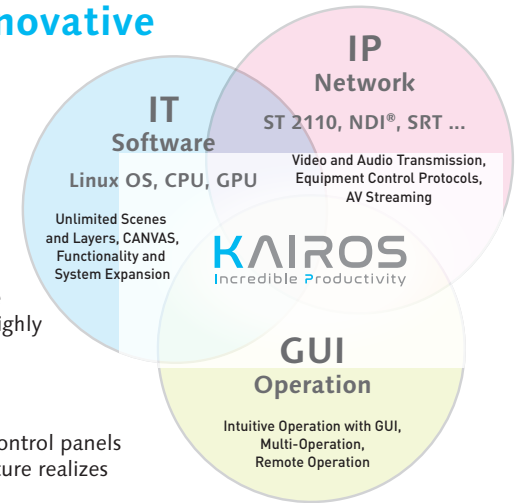 novative
IP
Network
ST 2110, NDI®, SRT ...
Video and Audio Transmission,
Equipment Control Protocols,
AV Streaming
IT
Software
Linux OS, CPU, GPU
Unlimited Scenes
and Layers, CANVAS,
Functionality and
System Expansion
KAIROS
Incredible Productivity
ighly
GUI
Operation
Intuitive Operation with GUI,
Multi-Operation,
Remote Operation
ontrol panels
ture realizes